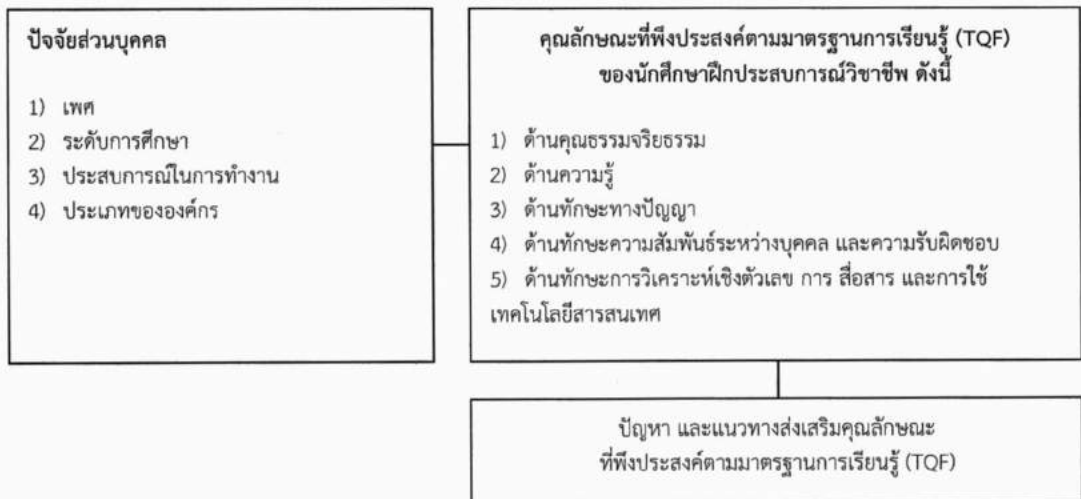 ปัจจัยส่วนบุคคล
1) เพศ
2) ระดับการศึกษา
3) ประสบการณ์ในการทำงาน
4) ประเภทขององค์กร
คุณลักษณะที่พึงประสงค์ตามมาตรฐานการเรียนรู้ (TQF)
ของนักศึกษาฝึกประสบการณ์วิชาชีพ ดังนี้
1) ด้านคุณธรรมจริยธรรม
2) ด้านความรู้
3) ด้านทักษะทางปัญญา
4) ด้านทักษะความสัมพันธ์ระหว่างบุคคล และความรับผิดชอบ
5) ด้านทักษะการวิเคราะห์เชิงตัวเลข การ สื่อสาร และการใช้
เทคโนโลยีสารสนเทศ
ปัญหา และแนวทางส่งเสริมคุณลักษณะ
ที่พึงประสงค์ตามมาตรฐานการเรียนรู้ (TQF)